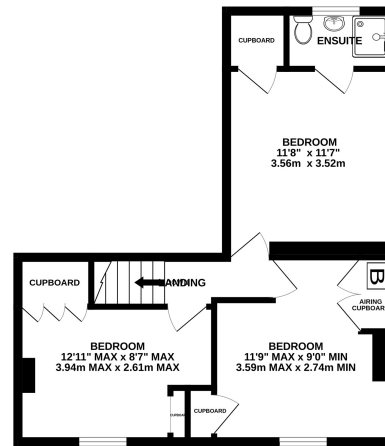 CUPBOARD
ENSUITE
BEDROOM
11'8" x 11'7"
3.56m x 3.52m
CUPBOARD
LANDING
B
AIRING
CUPBOARD
BEDROOM
12'11" MAX x 8'7" MAX
3.94m MAX x 2.61m MAX
BEDROOM
11'9" MAX x 9'0" MIN
3.59m MAX x 2.74m MIN
CUPBOARD
CUPBOARD